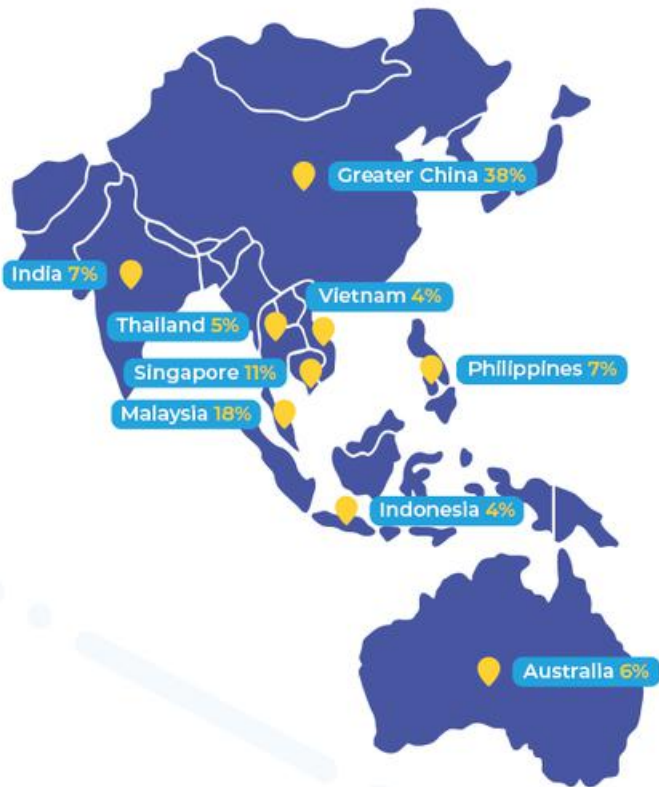 Greater China 38%
India 7%
Vietnam 4%
Thailand 5%
Singapore 11%
Philippines 7%
Malaysia 18%
Indonesia 4%
Australia 6%